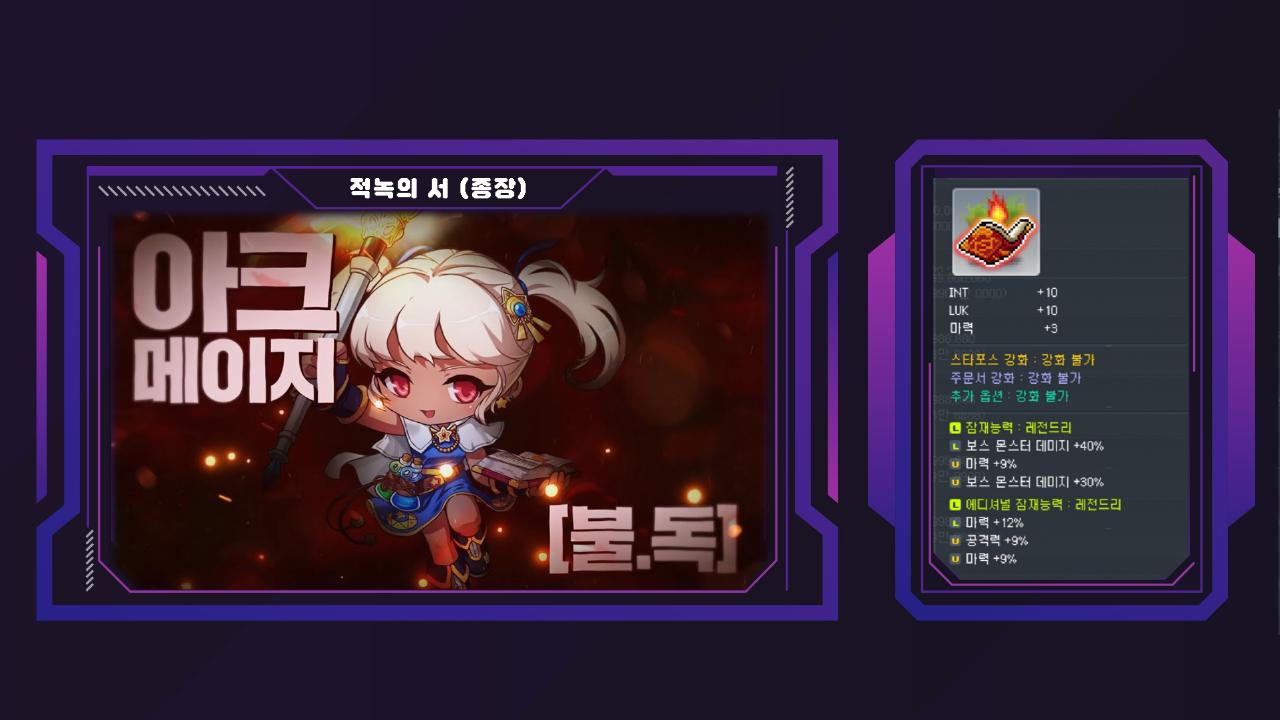 적녹의 서 (종장)
아크
메이지
[불.독]
INT +10
LUK +10
마력 +3
스타포스 강화 : 강화 불가
주문서 강화 : 강화 불가
추가 옵션 : 강화 불가
L 잠재능력 : 레전드리
L 보스 몬스터 데미지 +40%
U 마력 +9%
U 보스 몬스터 데미지 +30%
L 에디셔널 잠재능력 : 레전드리
L 마력 +12%
U 공격력 +9%
U 마력 +9%